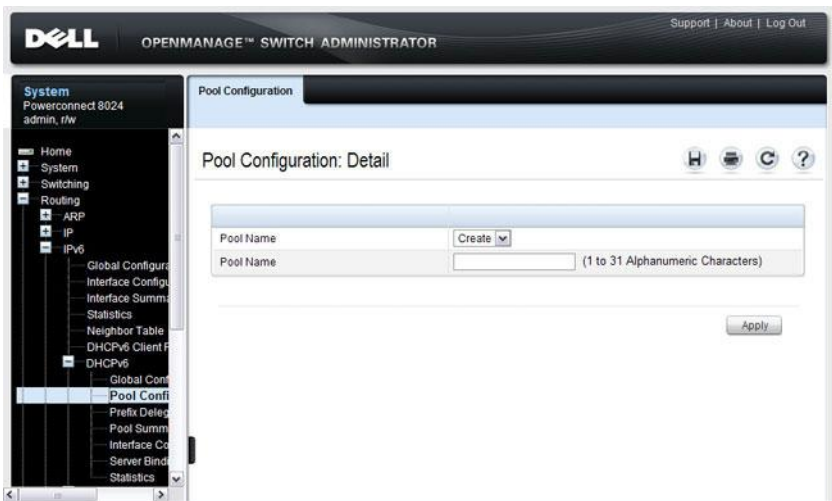 Support | About | Log Out
DELL OPENMANAGE™ SWITCH ADMINISTRATOR
System
Powerconnect 8024
admin, r/w
Home
System
Switching
Routing
ARP
IP
IPv6
Global Configura
Interface Configu
Interface Summa
Statistics
Neighbor Table
DHCPv6 Client P
DHCPv6
Global Conf
Pool Confi
Prefix Deleg
Pool Summ
Interface Co
Server Bindi
Statistics
Pool Configuration
Pool Configuration: Detail
Pool Name Create
Pool Name (1 to 31 Alphanumeric Characters)
Apply